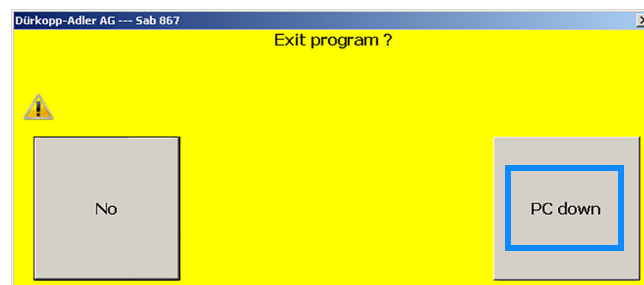 Dürkopp-Adler AG --- Sab 867
Exit program ?
No
PC down